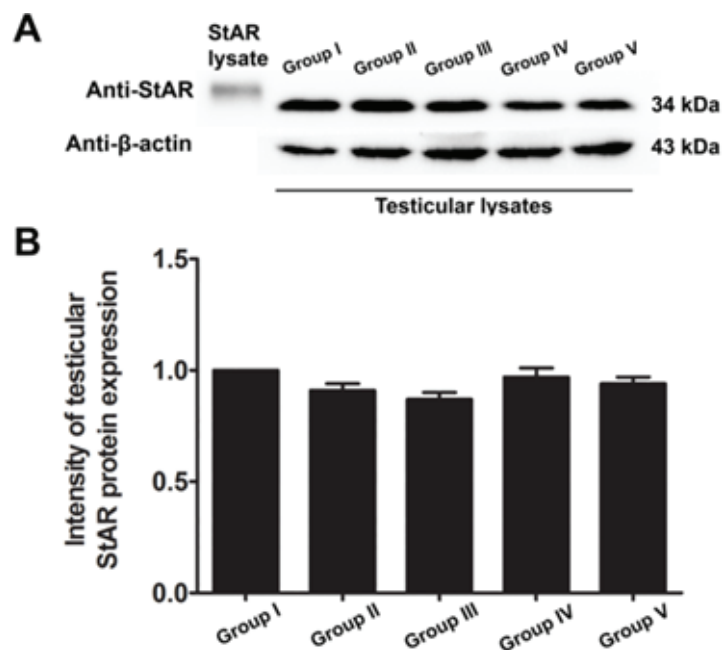 A
StAR
lysate
Group I Group II Group III Group IV Group V
Anti-StAR
34 kDa
Anti-β-actin
43 kDa
Testicular lysates
B
Intensity of testicular
StAR protein expression
1.5
1.0
0.5
0.0
Group I Group II Group III Group IV Group V